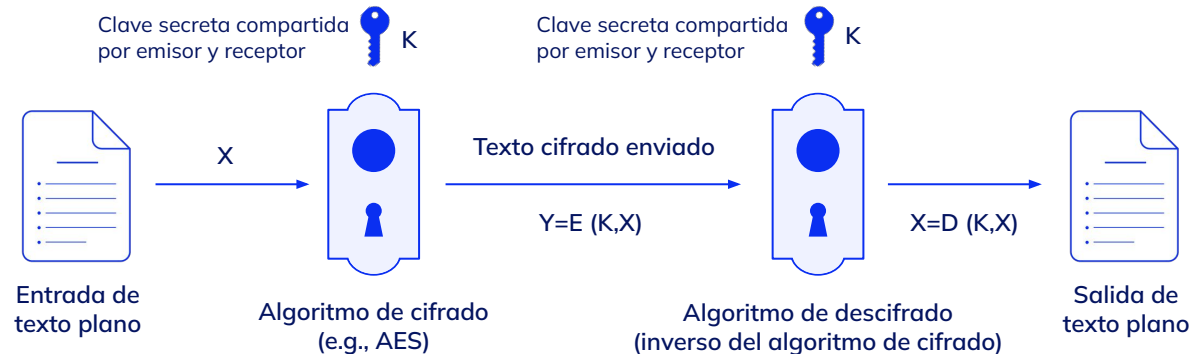 Clave secreta compartida
por emisor y receptor
K
Clave secreta compartida
por emisor y receptor
K
X
Texto cifrado enviado
Y=E (K,X)
X=D (K,X)
Entrada de
texto plano
Algoritmo de cifrado
(e.g., AES)
Algoritmo de descifrado
(inverso del algoritmo de cifrado)
Salida de
texto plano